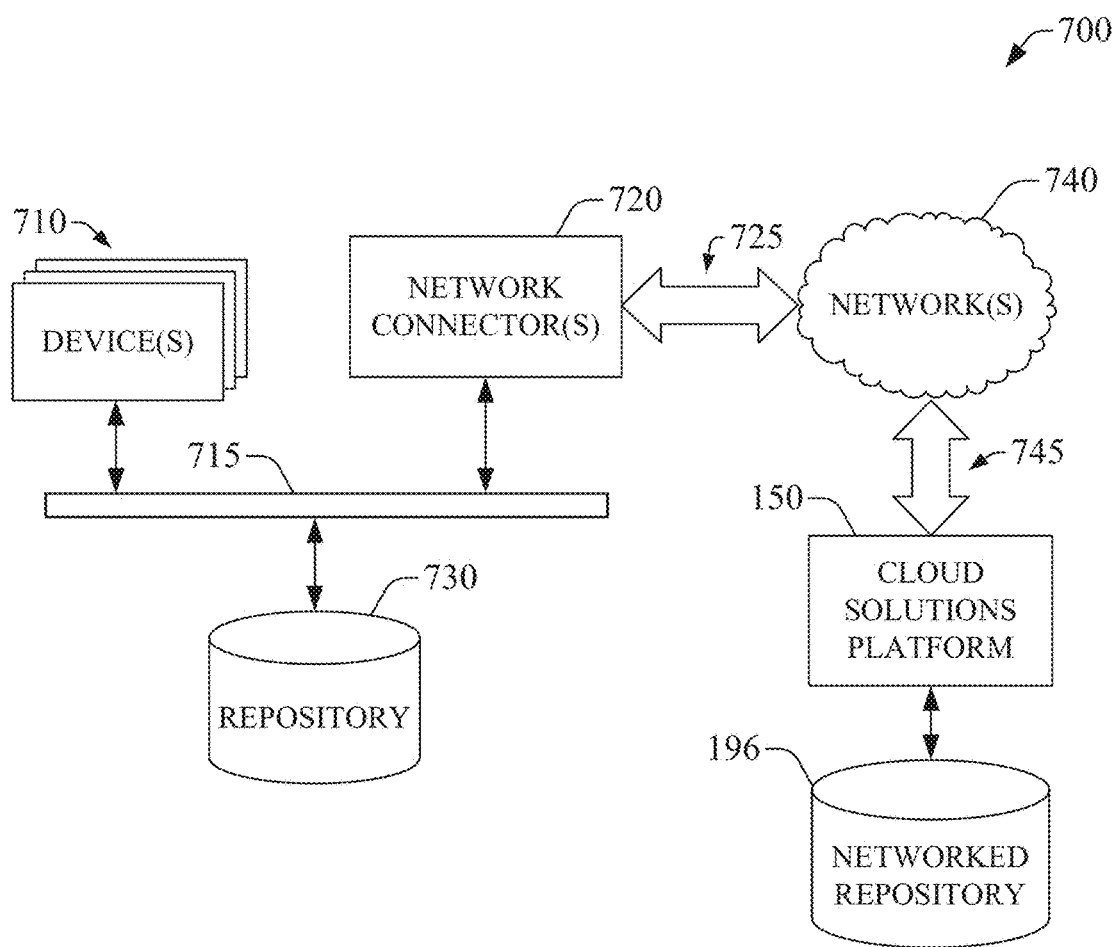 700
740
720
710
725
NETWORK
CONNECTOR(S)
NETWORK(S)
DEVICE(S)
715
745
150
730
CLOUD
SOLUTIONS
PLATFORM
REPOSITORY
196
NETWORKED
REPOSITORY